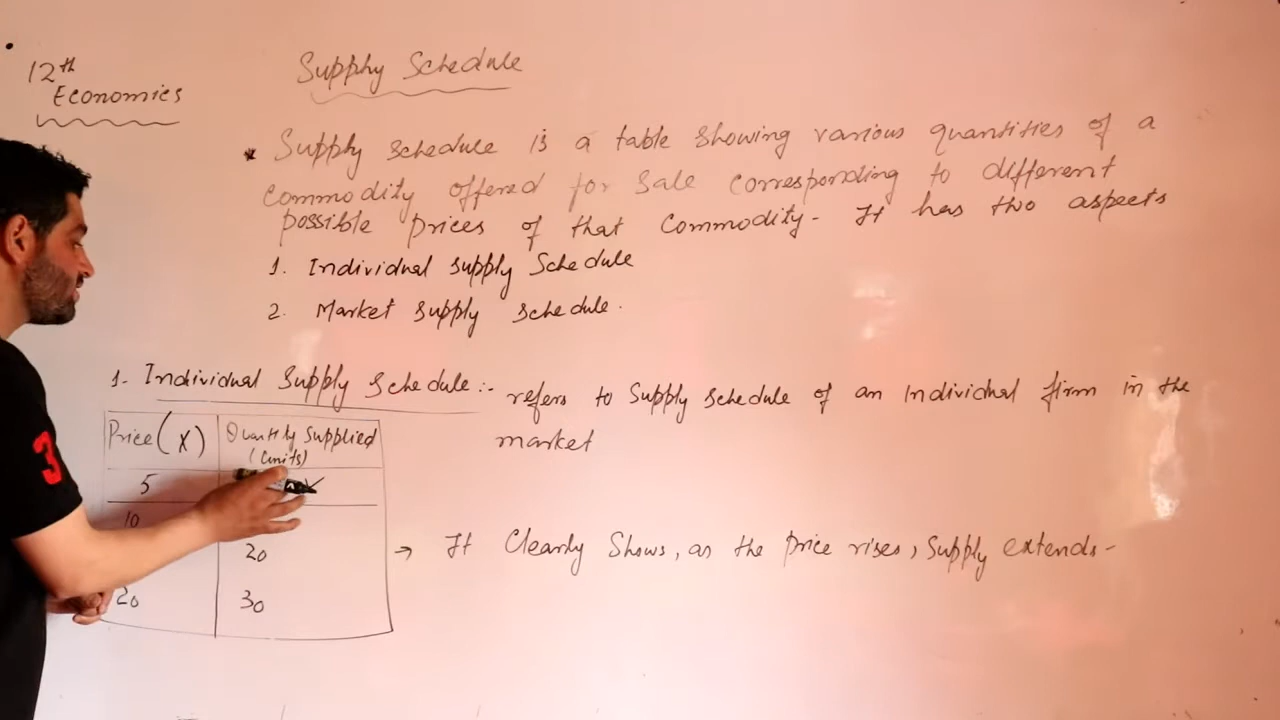 12th
Economics
Supply Schedule
* Supply schedule is a table showing various quantities of a
commodity offered for sale corresponding to different
possible prices of that commodity- It has two aspects
1. Individual supply Schedule
2. Market supply schedule.
1- Individual supply schedule:- refers to supply schedule of an individual firm in the
market
Price (X) Quantity supplied
(units)
5
10
20
20 30
→ It clearly shows, as the price rises, supply extends-
3